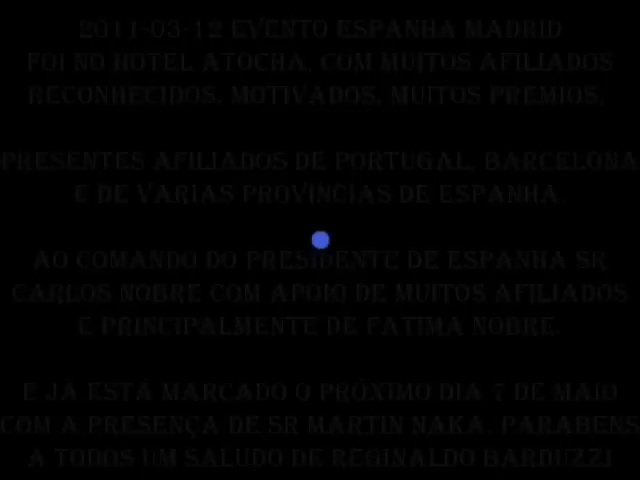 2011-03-12 EVENTO ESPANHA MADRID
FOI NO HOTEL ATOCHA, COM MUITOS AFILIADOS
RECONHECIDOS, MOTIVADOS, MUITOS PREMIOS,
PRESENTES AFILIADOS DE PORTUGAL, BARCELONA
E DE VARIAS PROVINCIAS DE ESPANHA.
AO COMANDO DO PRESIDENTE DE ESPANHA SR
CARLOS NOBRE COM APOIO DE MUITOS AFILIADOS
E PRINCIPALMENTE DE FATIMA NOBRE.
E JA ESTÁ MARCADO O PRÓXIMO DIA 7 DE MAIO
COM A PRESENÇA DE SR MARTIN NAKA. PARABENS
A TODOS UM SALUDO DE REGINALDO BARDUZZI